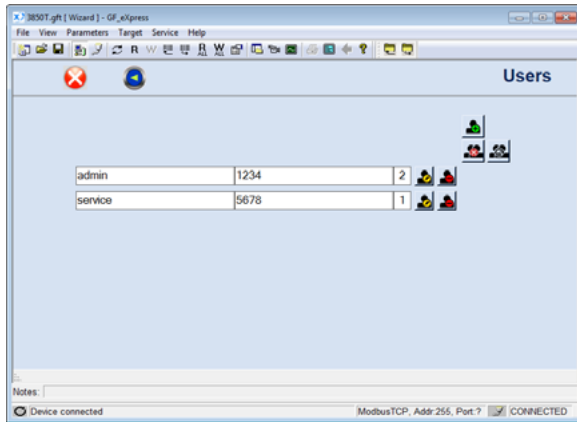 3850T.gft [ Wizard ] - GF_eXpress
File View Parameters Target Service Help
Users
admin 1234 2
service 5678 1
Notes:
Device connected ModbusTCP, Addr:255, Port:? CONNECTED